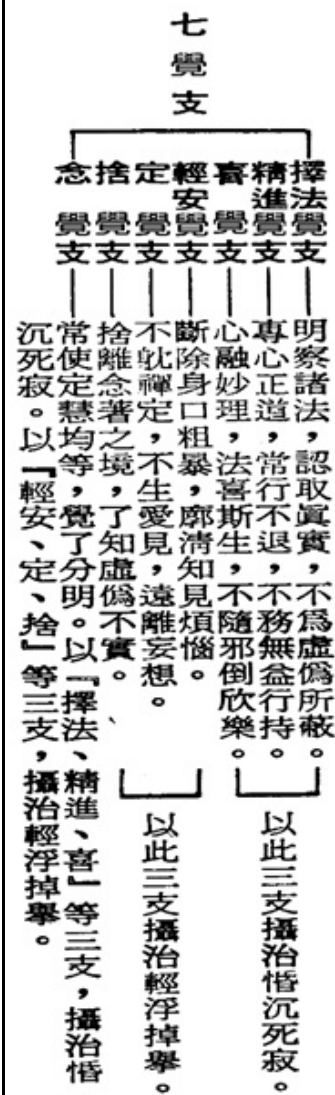 七覺支
擇法覺支 明察諸法，認取眞實，不爲虛僞所蔽。
精進覺支 專心正道，常行不退，不務無益行持。
喜覺支 心融妙理，法喜斯生，不隨邪倒欣樂。
以此三支攝治惛沉死寂。
輕安覺支 斷除身口粗暴，廓清知見煩惱。
定覺支 不躭禪定，不生愛見，遠離妄想。
捨覺支 捨離念著之境，了知虛僞不實。
以此三支攝治輕浮掉舉。
念覺支 常使定慧均等，覺了分明。以『擇法、精進、喜』等三支，攝治惛
沉死寂。以『輕安、定、捨』等三支，攝治輕浮掉舉。